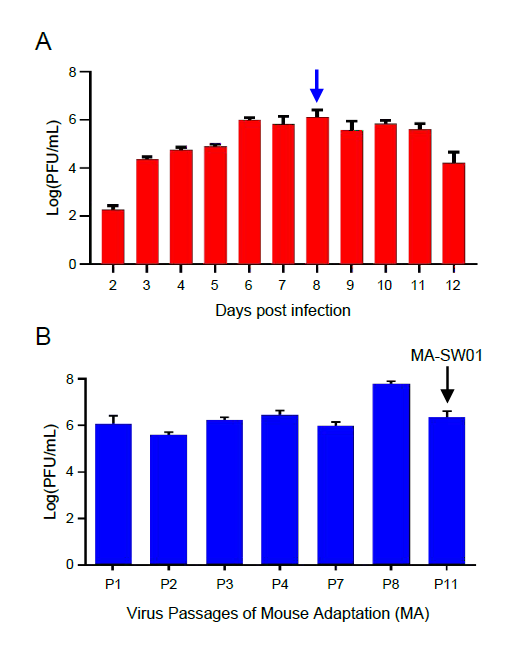 A
8
6
4
2
0
Log(PFU/mL)
2 3 4 5 6 7 8 9 10 11 12
Days post infection
B
MA-SW01
8
6
4
2
0
Log(PFU/mL)
P1 P2 P3 P4 P7 P8 P11
Virus Passages of Mouse Adaptation (MA)